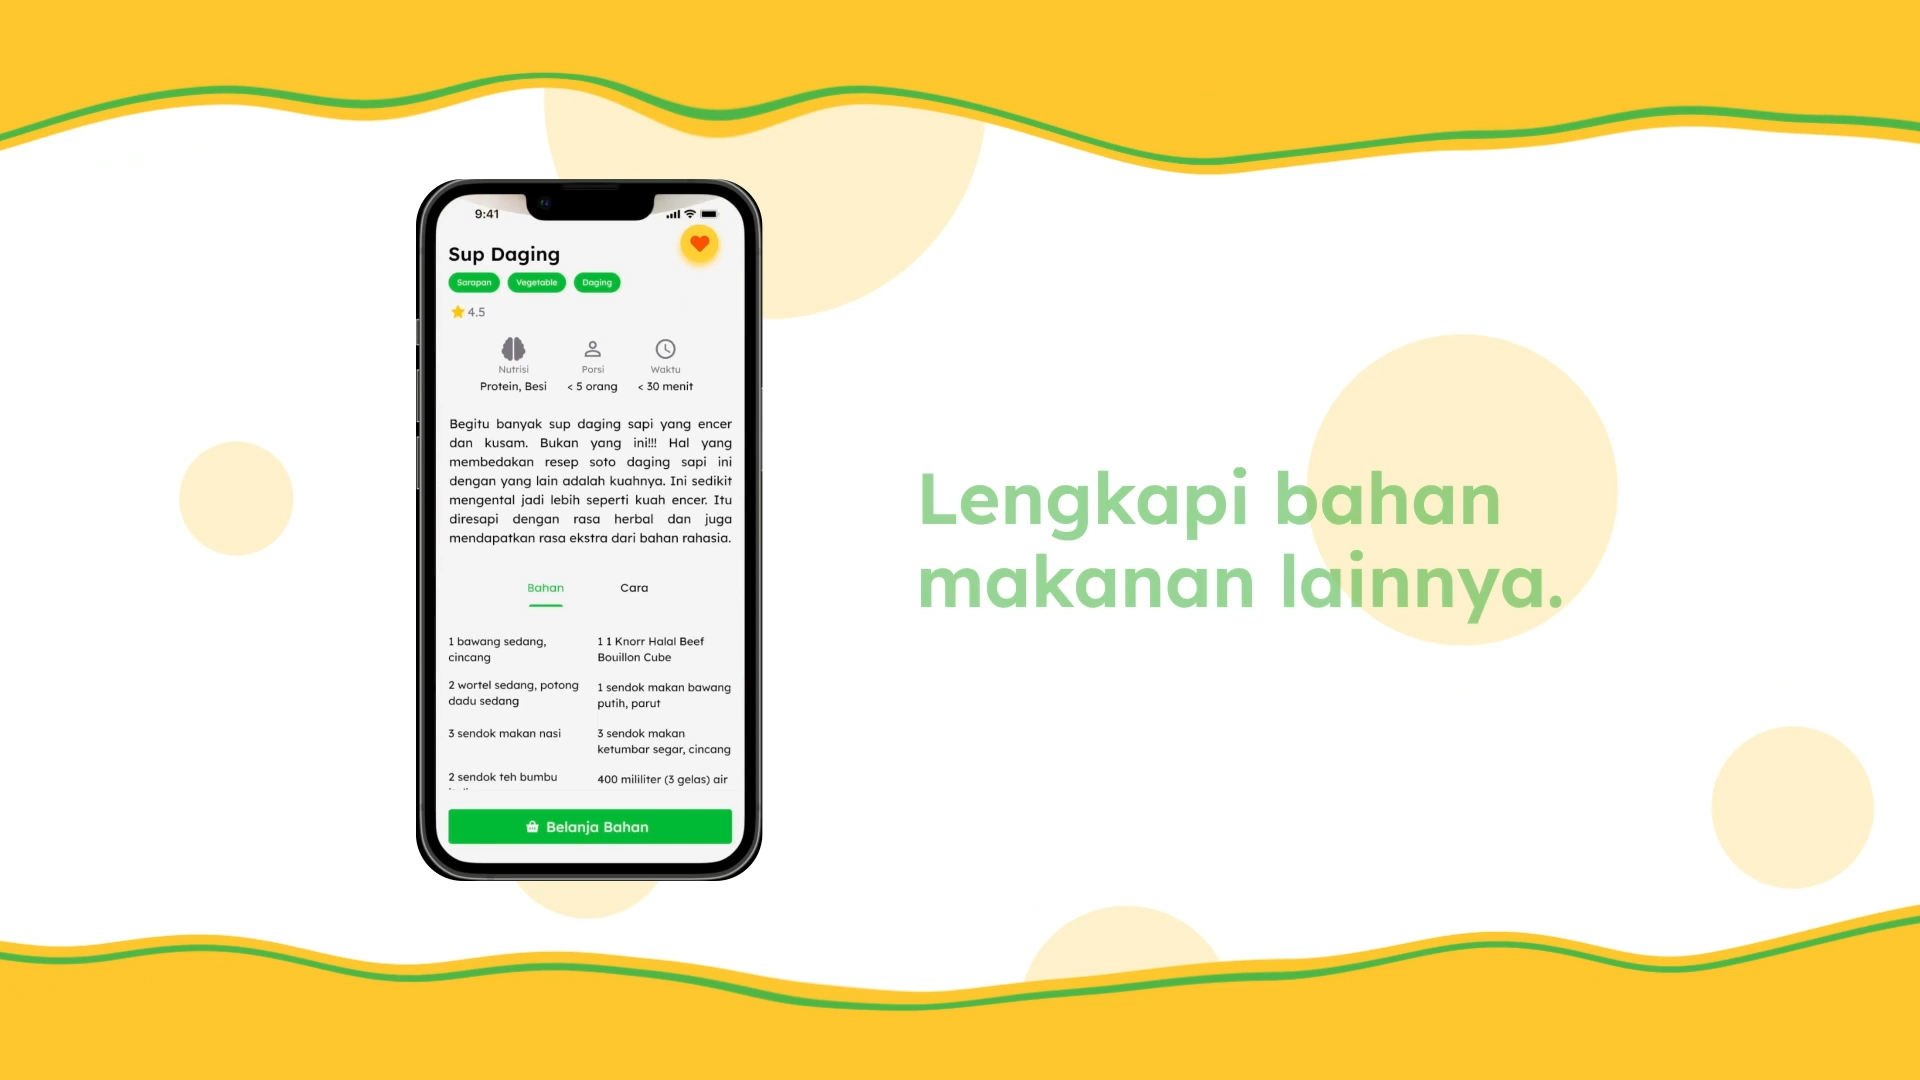 9:41
Sup Daging
Sarapan Vegetable Daging
4.5
Nutrisi Porsi Waktu
Protein, Besi < 5 orang < 30 menit
Begitu banyak sup daging sapi yang encer
dan kusam. Bukan yang ini!!! Hal yang
membedakan resep soto daging sapi ini
dengan yang lain adalah kuahnya. Ini sedikit
mengental jadi lebih seperti kuah encer. Itu
diresapi dengan rasa herbal dan juga
mendapatkan rasa ekstra dari bahan rahasia.
Bahan Cara
1 bawang sedang,
cincang
2 wortel sedang, potong
dadu sedang
3 sendok makan nasi
2 sendok teh bumbu
1 1 Knorr Halal Beef
Bouillon Cube
1 sendok makan bawang
putih, parut
3 sendok makan
ketumbar segar, cincang
400 mililiter (3 gelas) air
Belanja Bahan
Lengkapi bahan
makanan lainnya.